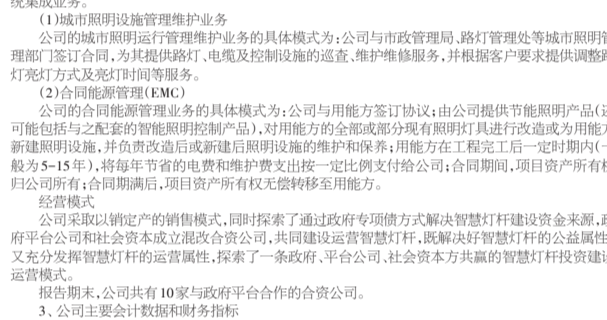 统集成业务。
(1)城市照明设施管理维护业务
公司的城市照明运行管理维护业务的具体模式为:公司与市政管理局、路灯管理处等城市照明管
理部门签订合同,为其提供路灯、电缆及控制设施的巡查、维护维修服务,并根据客户要求提供调整路
灯亮灯方式及亮灯时间等服务。
(2)合同能源管理(EMC)
公司的合同能源管理业务的具体模式为:公司与用能方签订协议;由公司提供节能照明产品(还
可能包括与之配套的智能照明控制产品),对用能方的全部或部分现有照明灯具进行改造或为用能方
新建照明设施,并负责改造后或新建后照明设施的维护和保养;用能方在工程完工后一定时期内(一
般为5-15年),将每年节省的电费和维护费支出按一定比例支付给公司;合同期间,项目资产所有权
归公司所有;合同期满后,项目资产所有权无偿转移至用能方。
经营模式
公司采取以销定产的销售模式,同时探索了通过政府专项债方式解决智慧灯杆建设资金来源,政
府平台公司和社会资本成立混改合资公司,共同建设运营智慧灯杆,既解决好智慧灯杆的公益属性
又充分发挥智慧灯杆的运营属性,探索了一条政府、平台公司、社会资本方共赢的智慧灯杆投资建设
运营模式。
报告期末,公司共有10家与政府平台合作的合资公司。
3、公司主要会计数据和财务指标